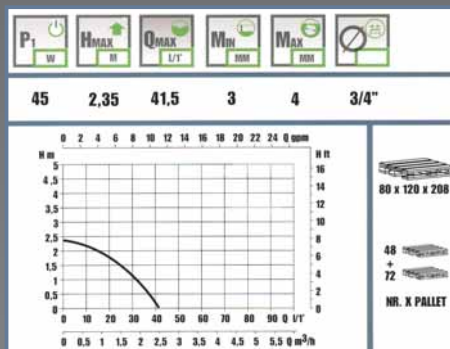 P1 W HMAX M QMAX L/1' MIN MM MAX MM
45 2,35 41,5 3 4 3/4"
0 2 4 6 8 10 12 14 16 18 20 22 24 Q gpm
H m H ft
5
4,5
4
3,5
3
2,5
2
1,5
1
0,5
0
16
14
12
10
8
6
4
2
0
0 10 20 30 40 50 60 70 80 90 Q l/1'
0 0,5 1 1,5 2 2,5 3 3,5 4 4,5 5 5,5 Q m³/h
80 x 120 x 208
48
+
72
NR. X PALLET